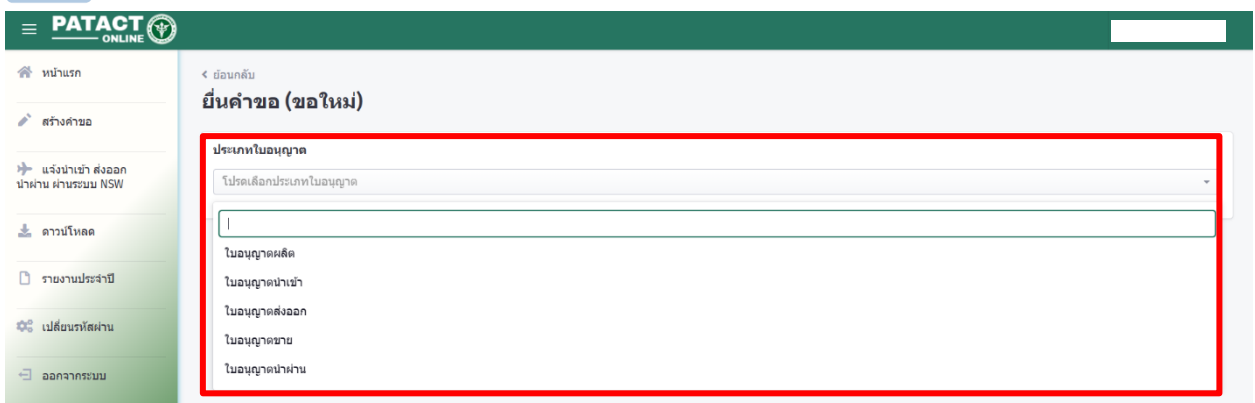 PATACT
ONLINE
หน้าแรก
สร้างคำขอ
แจ้งนำเข้า ส่งออก
นำผ่าน ผ่านระบบ NSW
ดาวน์โหลด
รายงานประจำปี
เปลี่ยนรหัสผ่าน
ออกจากระบบ
ย้อนกลับ
ยื่นคำขอ (ขอใหม่)
ประเภทใบอนุญาต
โปรดเลือกประเภทใบอนุญาต
ใบอนุญาตผลิต
ใบอนุญาตนำเข้า
ใบอนุญาตส่งออก
ใบอนุญาตขาย
ใบอนุญาตนำผ่าน